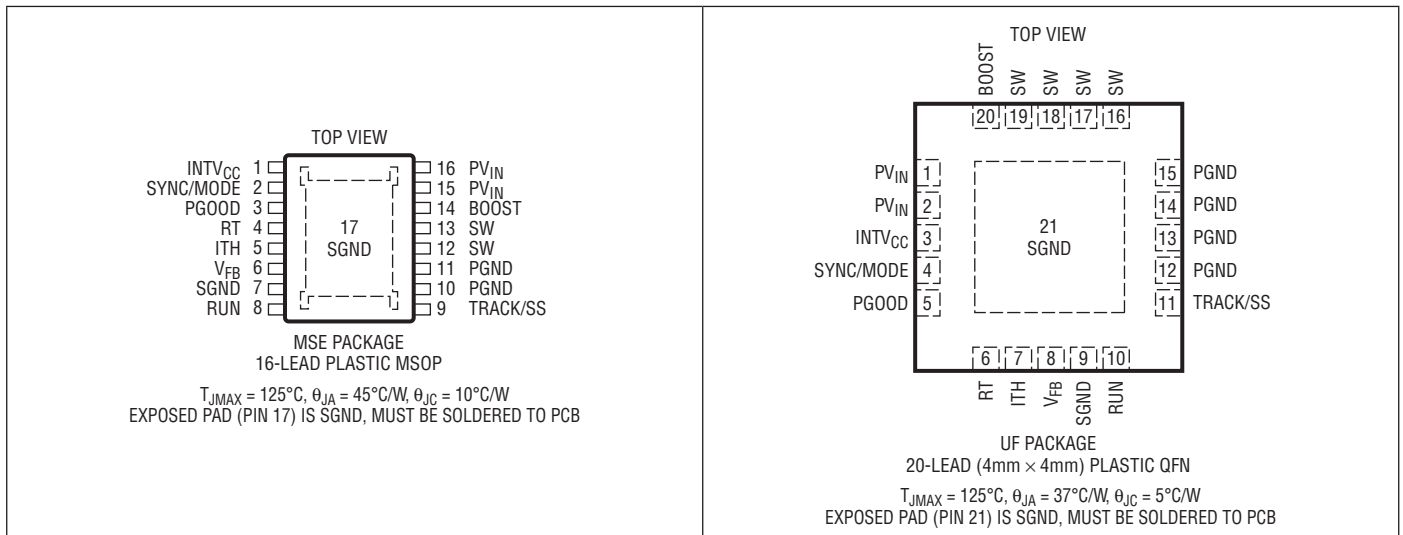 TOP VIEW
INTVCC 1
SYNC/MODE 2
PGOOD 3
RT 4
ITH 5
VFB 6
SGND 7
RUN 8
17
SGND
16 PVIN
15 PVIN
14 BOOST
13 SW
12 SW
11 PGND
10 PGND
9 TRACK/SS
MSE PACKAGE
16-LEAD PLASTIC MSOP
TJMAX = 125°C, θJA = 45°C/W, θJC = 10°C/W
EXPOSED PAD (PIN 17) IS SGND, MUST BE SOLDERED TO PCB
TOP VIEW
BOOST SW SW SW SW
20 19 18 17 16
PVIN 1
PVIN 2
INTVCC 3
SYNC/MODE 4
PGOOD 5
21
SGND
15 PGND
14 PGND
13 PGND
12 PGND
11 TRACK/SS
6 7 8 9 10
RT ITH VFB SGND RUN
UF PACKAGE
20-LEAD (4mm × 4mm) PLASTIC QFN
TJMAX = 125°C, θJA = 37°C/W, θJC = 5°C/W
EXPOSED PAD (PIN 21) IS SGND, MUST BE SOLDERED TO PCB